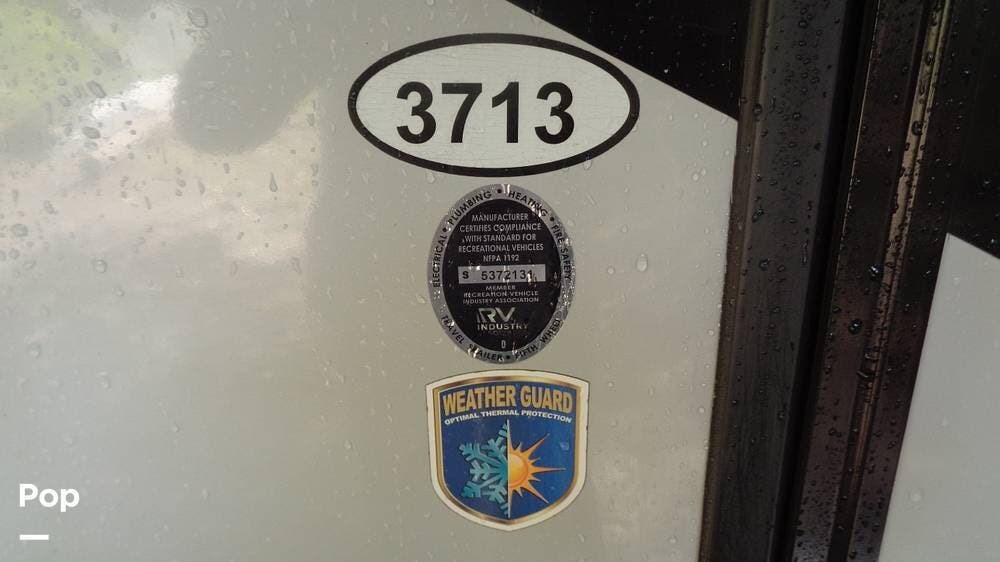 3713
ELECTRICAL • PLUMBING • HEATING • FIRE SAFETY
MANUFACTURER
CERTIFIES COMPLIANCE
WITH STANDARD FOR
RECREATIONAL VEHICLES
NFPA 1192
S 5372131
MEMBER
RECREATION VEHICLE
INDUSTRY ASSOCIATION
RV
INDUSTRY
D
TRAVEL TRAILER • FIFTH WHEEL
WEATHER GUARD
OPTIMAL THERMAL PROTECTION
Pop